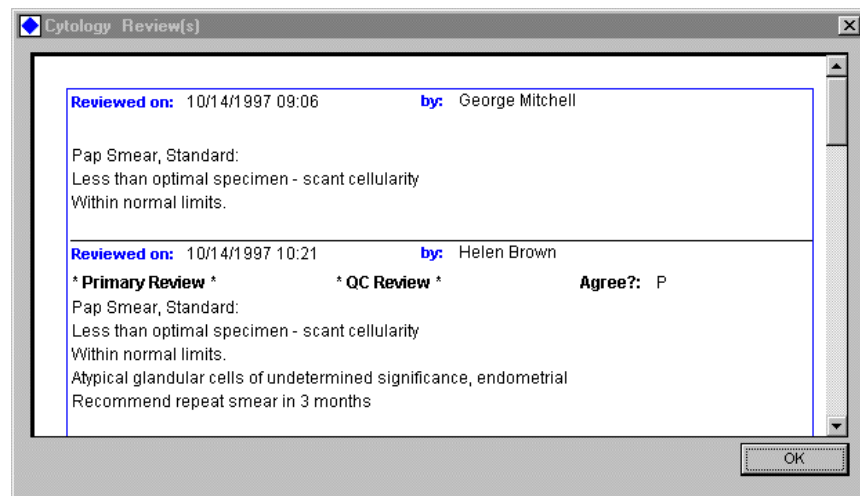 Cytology Review(s)
Reviewed on: 10/14/1997 09:06 by: George Mitchell
Pap Smear, Standard:
Less than optimal specimen - scant cellularity
Within normal limits.
Reviewed on: 10/14/1997 10:21 by: Helen Brown
* Primary Review * * QC Review * Agree?: P
Pap Smear, Standard:
Less than optimal specimen - scant cellularity
Within normal limits.
Atypical glandular cells of undetermined significance, endometrial
Recommend repeat smear in 3 months
OK